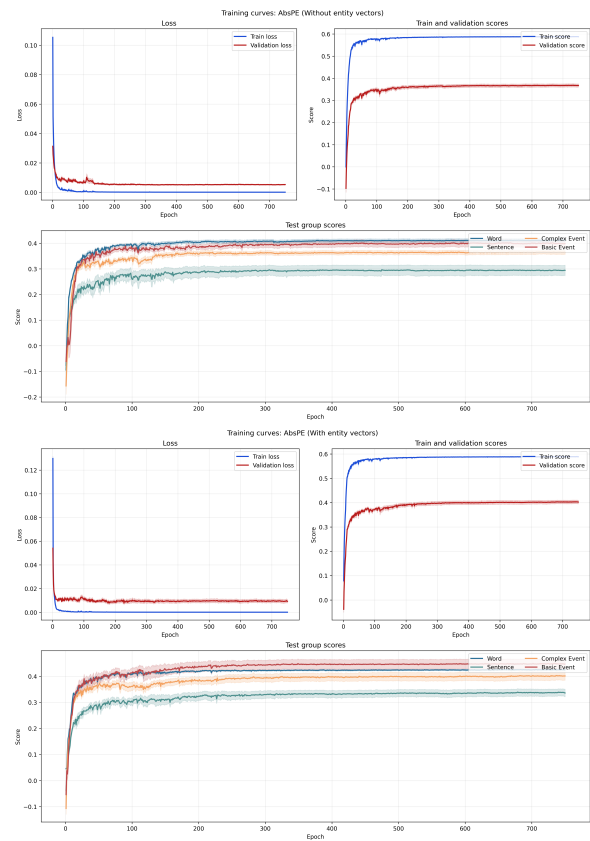 Training curves: AbsPE (Without entity vectors)
Loss
Train and validation scores
Train loss
Validation loss
Train score
Validation score
0.10
0.08
0.06
0.04
0.02
0.00
Loss
0.6
0.5
0.4
0.3
0.2
0.1
0.0
−0.1
Score
0 100 200 300 400 500 600 700
Epoch
0 100 200 300 400 500 600 700
Epoch
Test group scores
Word
Sentence
Complex Event
Basic Event
0.4
0.3
0.2
0.1
0.0
−0.1
−0.2
Score
0 100 200 300 400 500 600 700
Epoch
Training curves: AbsPE (With entity vectors)
Loss
Train and validation scores
Train loss
Validation loss
Train score
Validation score
0.12
0.10
0.08
0.06
0.04
0.02
0.00
Loss
0.6
0.5
0.4
0.3
0.2
0.1
0.0
Score
0 100 200 300 400 500 600 700
Epoch
0 100 200 300 400 500 600 700
Epoch
Test group scores
Word
Sentence
Complex Event
Basic Event
0.4
0.3
0.2
0.1
0.0
−0.1
Score
0 100 200 300 400 500 600 700
Epoch